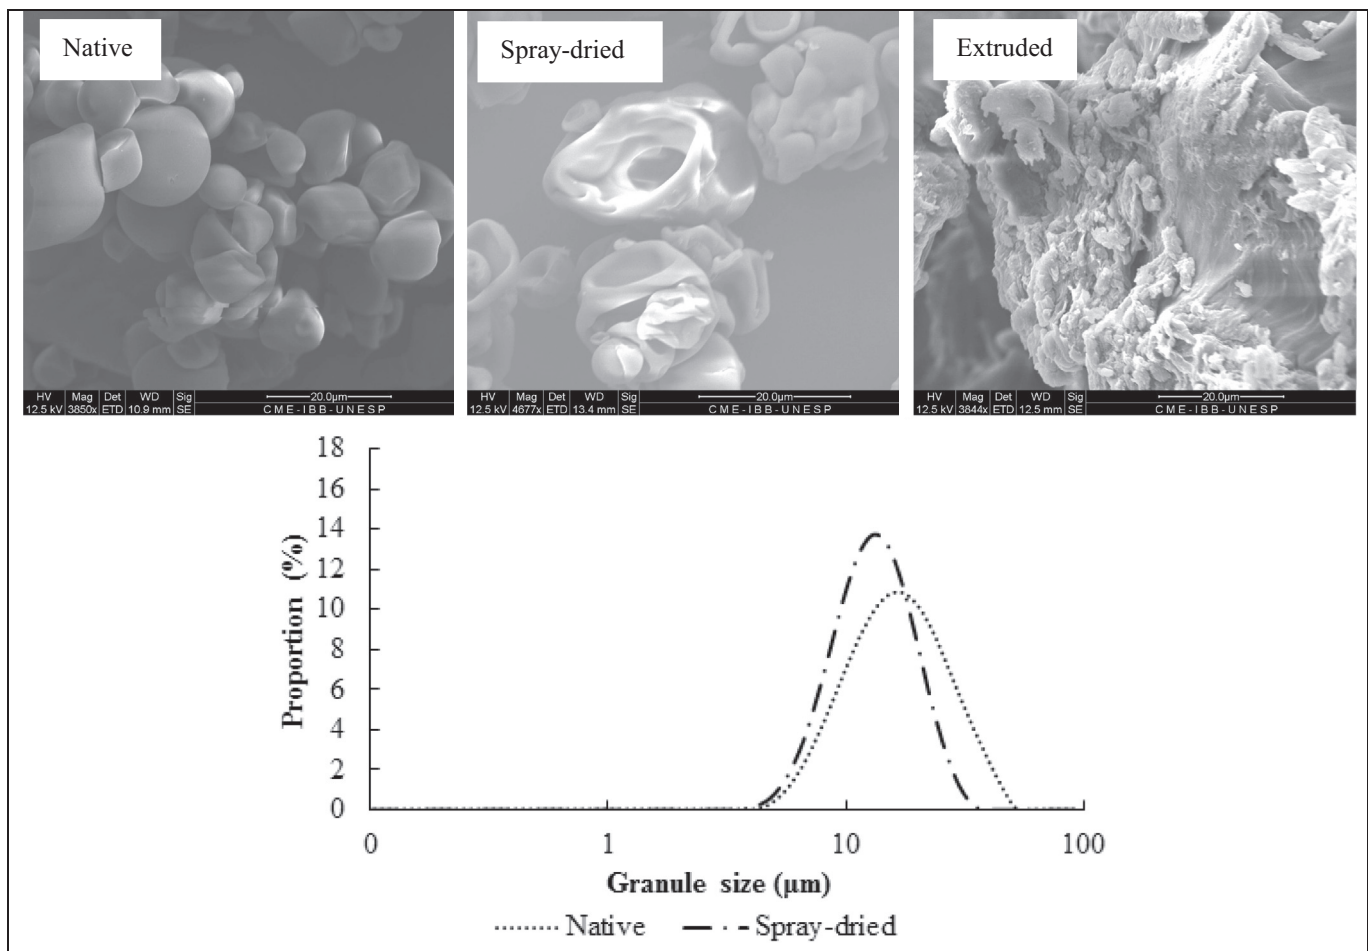 Native
Spray-dried
Extruded
HV Mag Det WD Sig 20.0µm
12.5 kV 3850x ETD 10.9 mm SE CME-IBB-UNESP
HV Mag Det WD Sig 20.0µm
12.5 kV 4677x ETD 13.4 mm SE CME-IBB-UNESP
HV Mag Det WD Sig 20.0µm
12.5 kV 3844x ETD 12.5 mm SE CME-IBB-UNESP
18
16
14
12
10
8
6
4
2
0
Proportion (%)
0 1 10 100
Granule size (µm)
Native Spray-dried